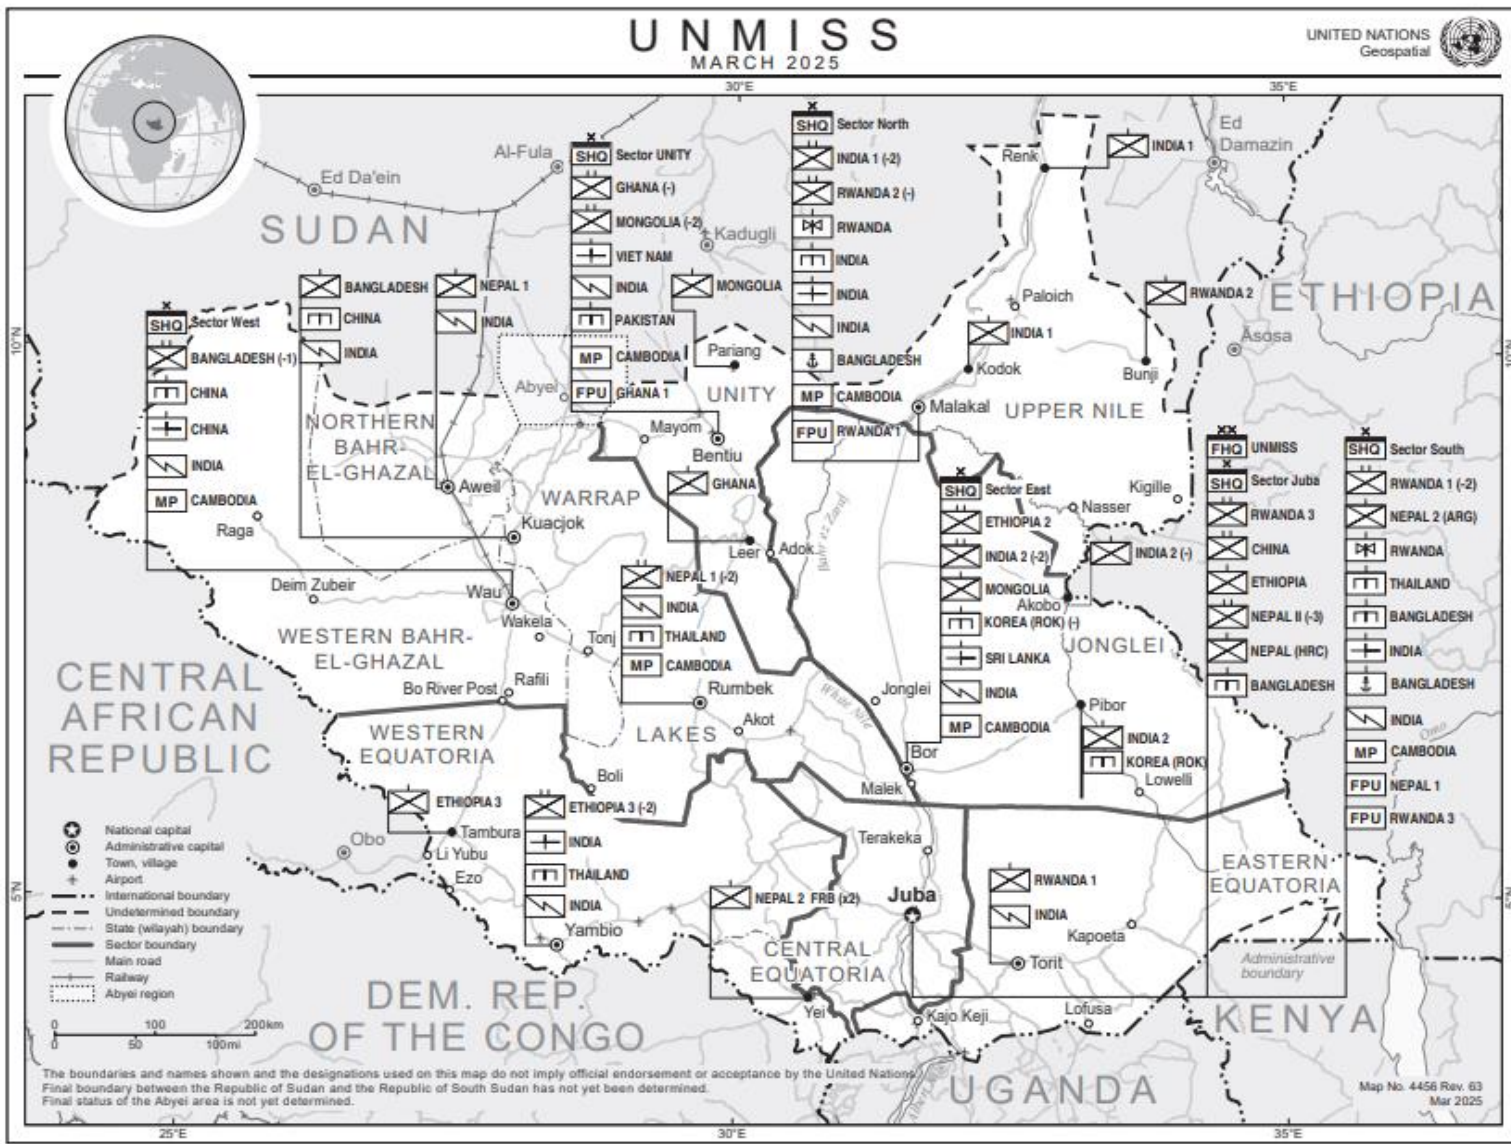 UNMISS
MARCH 2025
UNITED NATIONS
Geospatial
30°E
35°E
SHQ Sector North
INDIA 1 (-2)
RWANDA 2 (-)
RWANDA
INDIA
INDIA
INDIA
BANGLADESH
MP CAMBODIA
FPU RWANDA 1
SHQ Sector UNITY
GHANA (-)
MONGOLIA (-2)
VIET NAM
INDIA
PAKISTAN
MP CAMBODIA
FPU GHANA 1
Al-Fula
Ed Da'ein
SUDAN
Kadugli
MONGOLIA
Renk
INDIA 1
Ed
Damazin
RWANDA 2
ETHIOPIA
Paloich
INDIA 1
Kodok
Bunji
Asosa
10°N
10°N
SHQ Sector West
BANGLADESH (-1)
CHINA
CHINA
INDIA
MP CAMBODIA
BANGLADESH
CHINA
INDIA
NEPAL 1
INDIA
Abyei
Pariang
UNITY
Mayom
Bentiu
Malakal
UPPER NILE
NORTHERN
BAHR-
EL-GHAZAL
Aweil
WARRAP
Kuacjok
Raga
GHANA
Leer
Adok
Bahr ez Zaraf
Kigille
Nasser
SHQ Sector East
ETHIOPIA 2
INDIA 2 (-2)
MONGOLIA
KOREA (ROK) (-)
SRI LANKA
INDIA
MP CAMBODIA
INDIA 2 (-)
Akobo
JONGLEI
FHQ UNMISS
SHQ Sector Juba
RWANDA 3
CHINA
ETHIOPIA
NEPAL II (-3)
NEPAL (HRC)
BANGLADESH
SHQ Sector South
RWANDA 1 (-2)
NEPAL 2 (ARG)
RWANDA
THAILAND
BANGLADESH
INDIA
BANGLADESH
INDIA
MP CAMBODIA
FPU NEPAL 1
FPU RWANDA 3
Omo
Deim Zubeir
Wau
Wakela
Tonj
NEPAL 1 (-2)
INDIA
THAILAND
MP CAMBODIA
WESTERN BAHR-
EL-GHAZAL
Bo River Post
Rafili
Rumbek
Akot
LAKES
White Nile
Jonglei
Pibor
INDIA 2
KOREA (ROK)
Lowelli
Bor
Malek
CENTRAL
AFRICAN
REPUBLIC
WESTERN
EQUATORIA
Boli
ETHIOPIA 3
Tambura
Li Yubu
Ezo
Obo
ETHIOPIA 3 (-2)
INDIA
THAILAND
INDIA
Yambio
Terakeka
Juba
NEPAL 2 FRB (x2)
CENTRAL
EQUATORIA
Yei
Kajo Keji
RWANDA 1
INDIA
Torit
Kapoeta
Lofusa
EASTERN
EQUATORIA
Administrative
boundary
5°N
5°N
National capital
Administrative capital
Town, village
Airport
International boundary
Undetermined boundary
State (wilayah) boundary
Sector boundary
Main road
Railway
Abyei region
0 100 200km
0 50 100mi
DEM. REP.
OF THE CONGO
UGANDA
KENYA
The boundaries and names shown and the designations used on this map do not imply official endorsement or acceptance by the United Nations.
Final boundary between the Republic of Sudan and the Republic of South Sudan has not yet been determined.
Final status of the Abyei area is not yet determined.
Map No. 4456 Rev. 63
Mar 2025
25°E
30°E
35°E